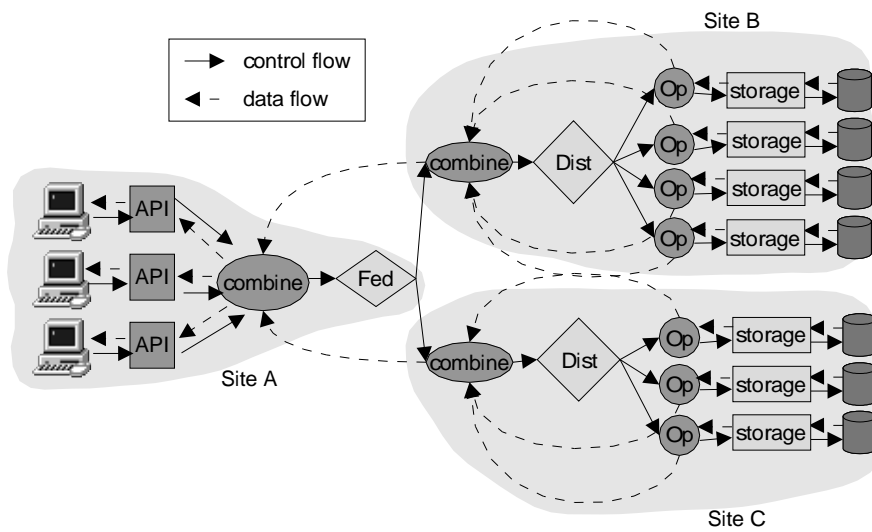 Site B
control flow
data flow
Op
storage
Op
storage
combine
Dist
Op
storage
Op
storage
API
API
combine
Fed
API
Site A
Op
storage
combine
Dist
Op
storage
Op
storage
Site C